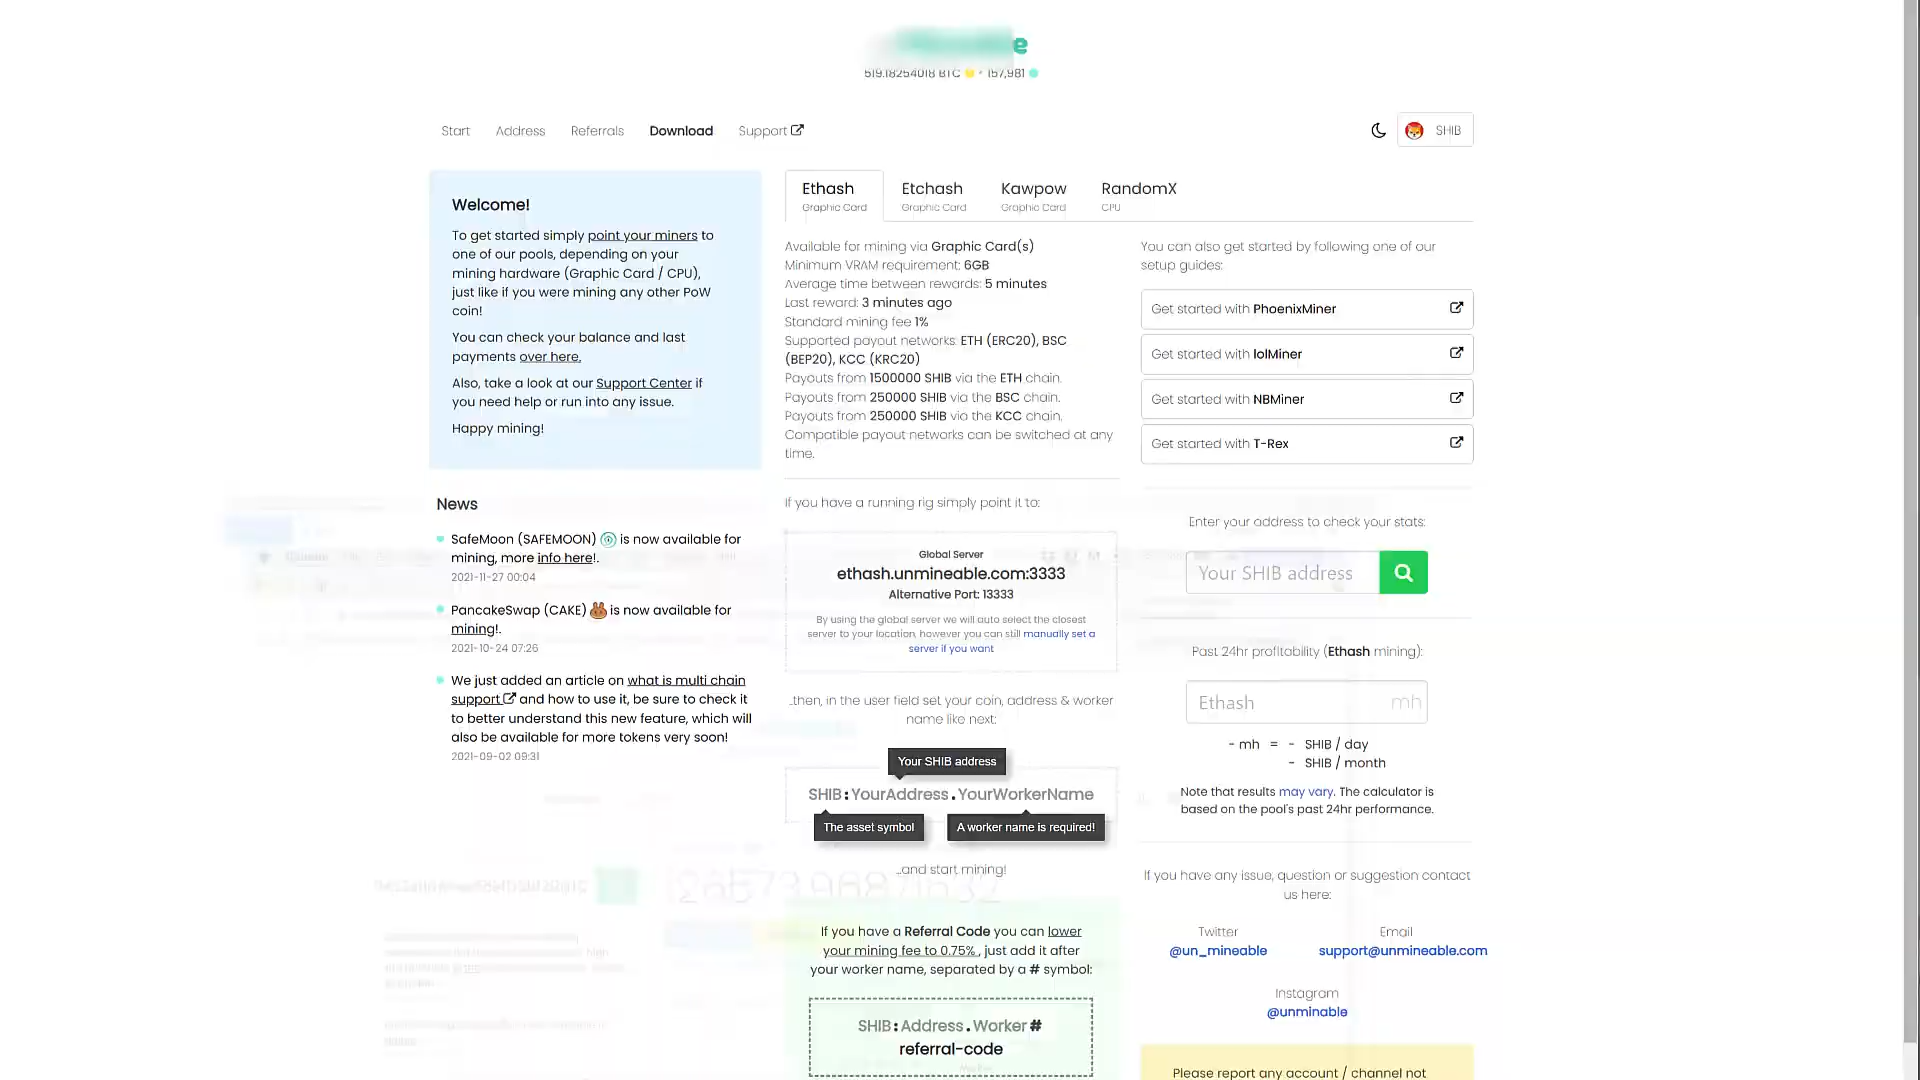 519.18254018 BTC - 157,981
Start Address Referrals Download Support
SHIB
Welcome!
To get started simply point your miners to
one of our pools, depending on your
mining hardware (Graphic Card / CPU),
just like if you were mining any other PoW
coin!
You can check your balance and last
payments over here.
Also, take a look at our Support Center if
you need help or run into any issue.
Happy mining!
News
SafeMoon (SAFEMOON) is now available for
mining, more info here!.
2021-11-27 00:04
PancakeSwap (CAKE) is now available for
mining!.
2021-10-24 07:26
We just added an article on what is multi chain
support and how to use it, be sure to check it
to better understand this new feature, which will
also be available for more tokens very soon!
2021-09-02 09:31
Ethash Etchash Kawpow RandomX
Graphic Card Graphic Card Graphic Card CPU
Available for mining via Graphic Card(s)
Minimum VRAM requirement: 6GB
Average time between rewards: 5 minutes
Last reward: 3 minutes ago
Standard mining fee 1%
Supported payout networks: ETH (ERC20), BSC
(BEP20), KCC (KRC20)
Payouts from 1500000 SHIB via the ETH chain.
Payouts from 250000 SHIB via the BSC chain.
Payouts from 250000 SHIB via the KCC chain.
Compatible payout networks can be switched at any
time.
If you have a running rig simply point it to:
Global Server
ethash.unmineable.com:3333
Alternative Port: 13333
By using the global server we will auto select the closest
server to your location, however you can still manually set a
server if you want
...then, in the user field set your coin, address & worker
name like next:
Your SHIB address
SHIB:YourAddress.YourWorkerName
The asset symbol
A worker name is required!
...and start mining!
If you have a Referral Code you can lower
your mining fee to 0.75% , just add it after
your worker name, separated by a # symbol:
SHIB:Address.Worker#
referral-code
You can also get started by following one of our
setup guides:
Get started with PhoenixMiner
Get started with lolMiner
Get started with NBMiner
Get started with T-Rex
Enter your address to check your stats:
Your SHIB address
Past 24hr profitability (Ethash mining):
Ethash mh
- mh = - SHIB / day
- SHIB / month
Note that results may vary. The calculator is
based on the pool's past 24hr performance.
If you have any issue, question or suggestion contact
us here:
Twitter
@un_mineable
Email
support@unmineable.com
Instagram
@unminable
Please report any account / channel not